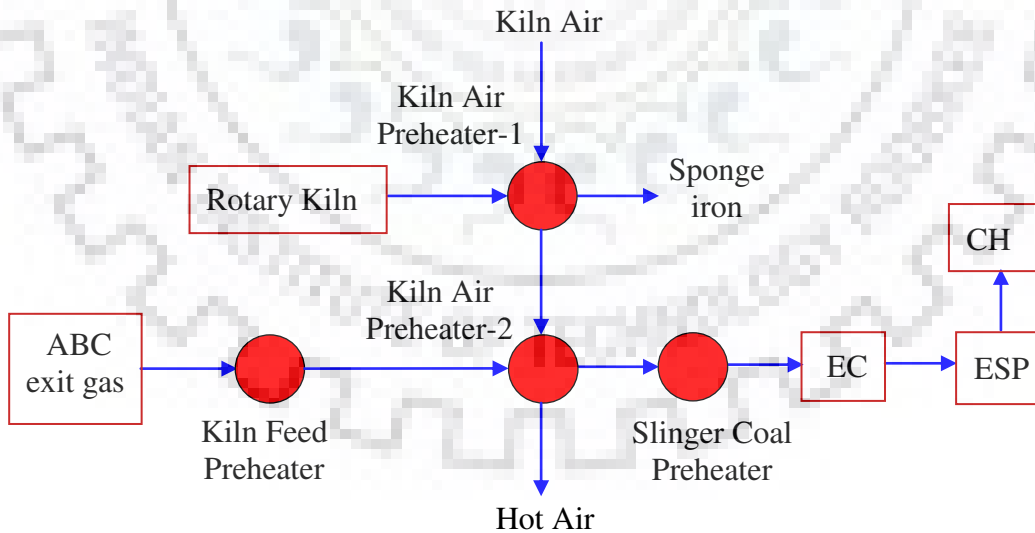 Kiln Air
Kiln Air
Preheater-1
Rotary Kiln
Sponge
iron
CH
Kiln Air
Preheater-2
ABC
exit gas
EC
ESP
Kiln Feed
Preheater
Slinger Coal
Preheater
Hot Air